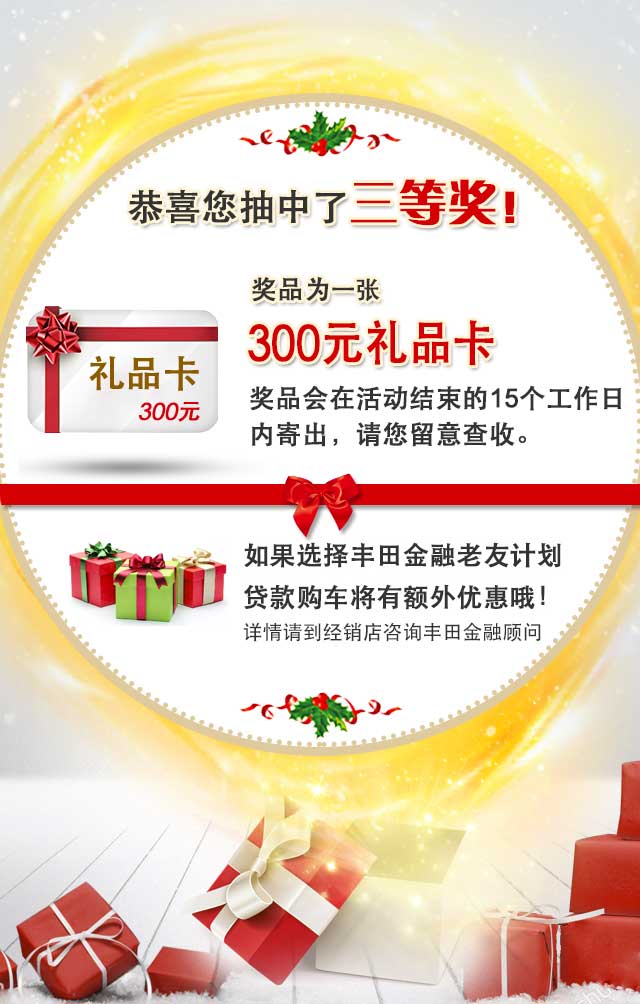 恭喜您抽中了三等奖!
奖品为一张
300元礼品卡
礼品卡
300元
奖品会在活动结束的15个工作日
内寄出，请您留意查收。
如果选择丰田金融老友计划
贷款购车将有额外优惠哦！
详情请到经销店咨询丰田金融顾问